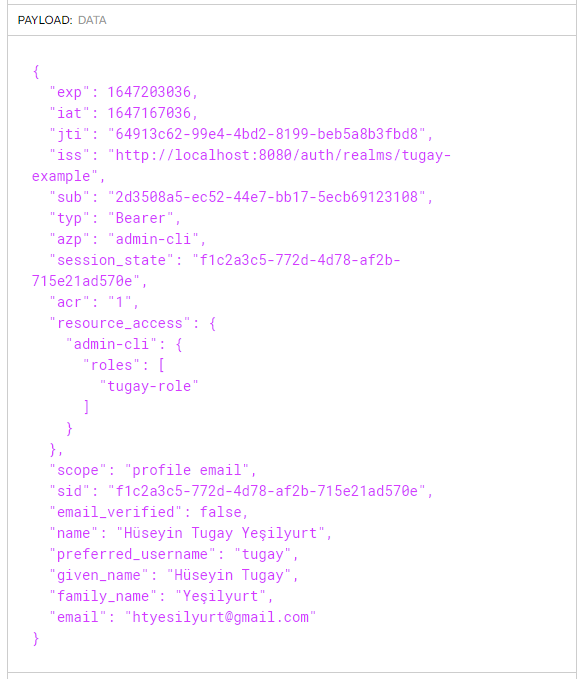 PAYLOAD: DATA
{
"exp": 1647203036,
"iat": 1647167036,
"jti": "64913c62-99e4-4bd2-8199-beb5a8b3fbd8",
"iss": "http://localhost:8080/auth/realms/tugay-
example",
"sub": "2d3508a5-ec52-44e7-bb17-5ecb69123108",
"typ": "Bearer",
"azp": "admin-cli",
"session_state": "f1c2a3c5-772d-4d78-af2b-
715e21ad570e",
"acr": "1",
"resource_access": {
"admin-cli": {
"roles": [
"tugay-role"
]
}
},
"scope": "profile email",
"sid": "f1c2a3c5-772d-4d78-af2b-715e21ad570e",
"email_verified": false,
"name": "Hüseyin Tugay Yeşilyurt",
"preferred_username": "tugay",
"given_name": "Hüseyin Tugay",
"family_name": "Yeşilyurt",
"email": "htyesilyurt@gmail.com"
}